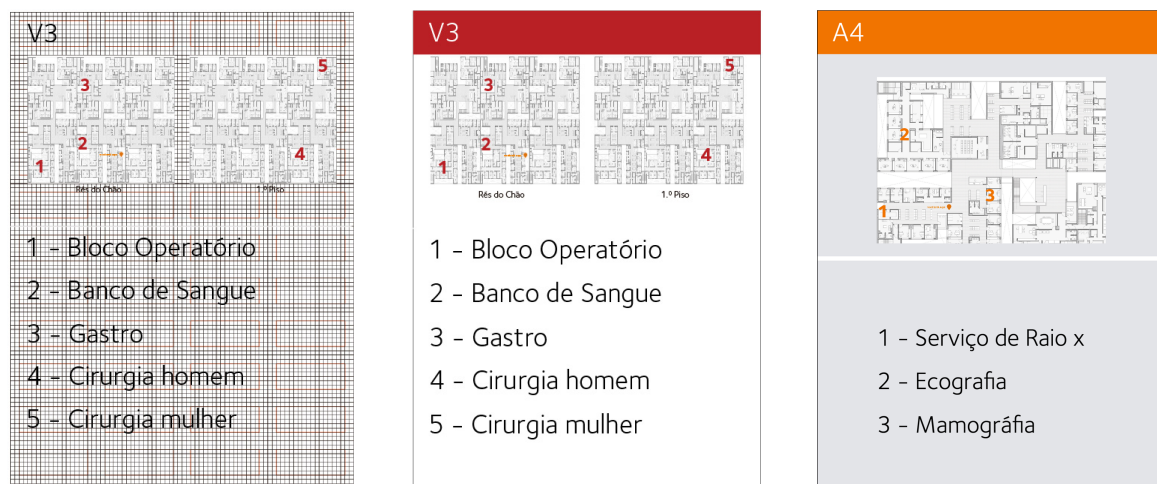 V3
5
3
2
1
4
Rés do Chão
1.º Piso
1 - Bloco Operatório
2 - Banco de Sangue
3 - Gastro
4 - Cirurgia homem
5 - Cirurgia mulher
V3
5
3
2
1
4
Rés do Chão
1.º Piso
1 - Bloco Operatório
2 - Banco de Sangue
3 - Gastro
4 - Cirurgia homem
5 - Cirurgia mulher
A4
2
3
1
1 - Serviço de Raio x
2 - Ecografia
3 - Mamográfia